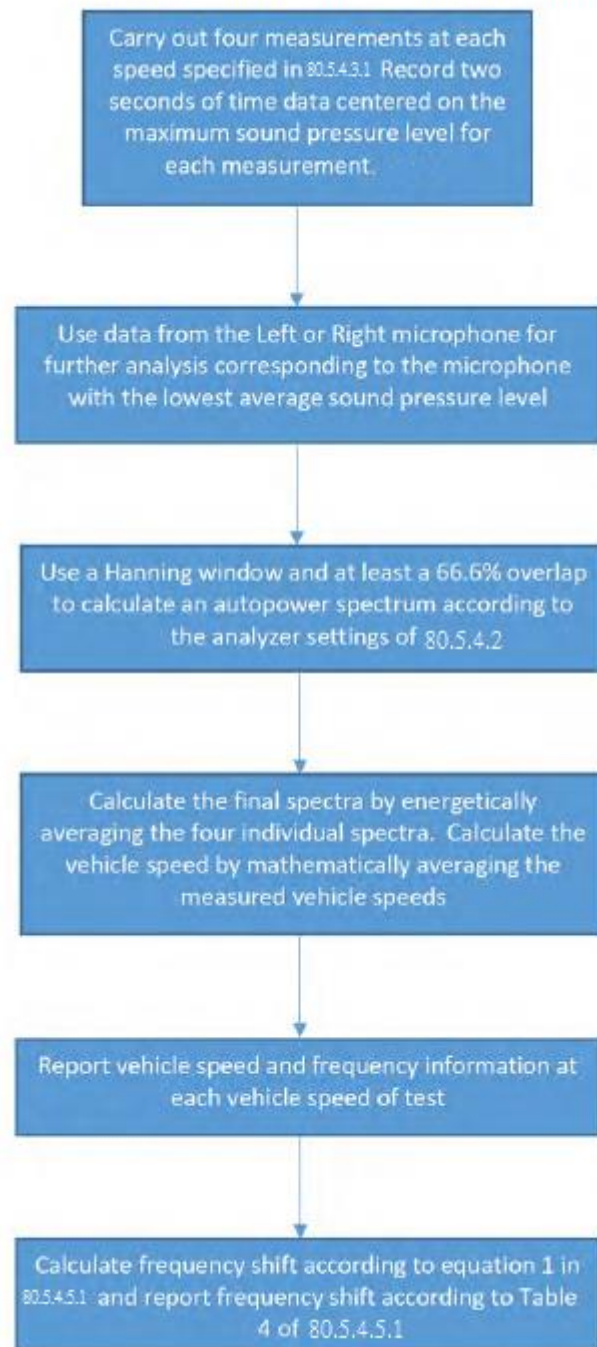 Carry out four measurements at each
speed specified in 80.5.4.3.1 Record two
seconds of time data centered on the
maximum sound pressure level for
each measurement.
Use data from the Left or Right microphone for
further analysis corresponding to the microphone
with the lowest average sound pressure level
Use a Hanning window and at least a 66.6% overlap
to calculate an autopower spectrum according to
the analyzer settings of 80.5.4.2
Calculate the final spectra by energetically
averaging the four individual spectra. Calculate the
vehicle speed by mathematically averaging the
measured vehicle speeds
Report vehicle speed and frequency information at
each vehicle speed of test
Calculate frequency shift according to equation 1 in
80.5.4.5.1 and report frequency shift according to Table
4 of 80.5.4.5.1